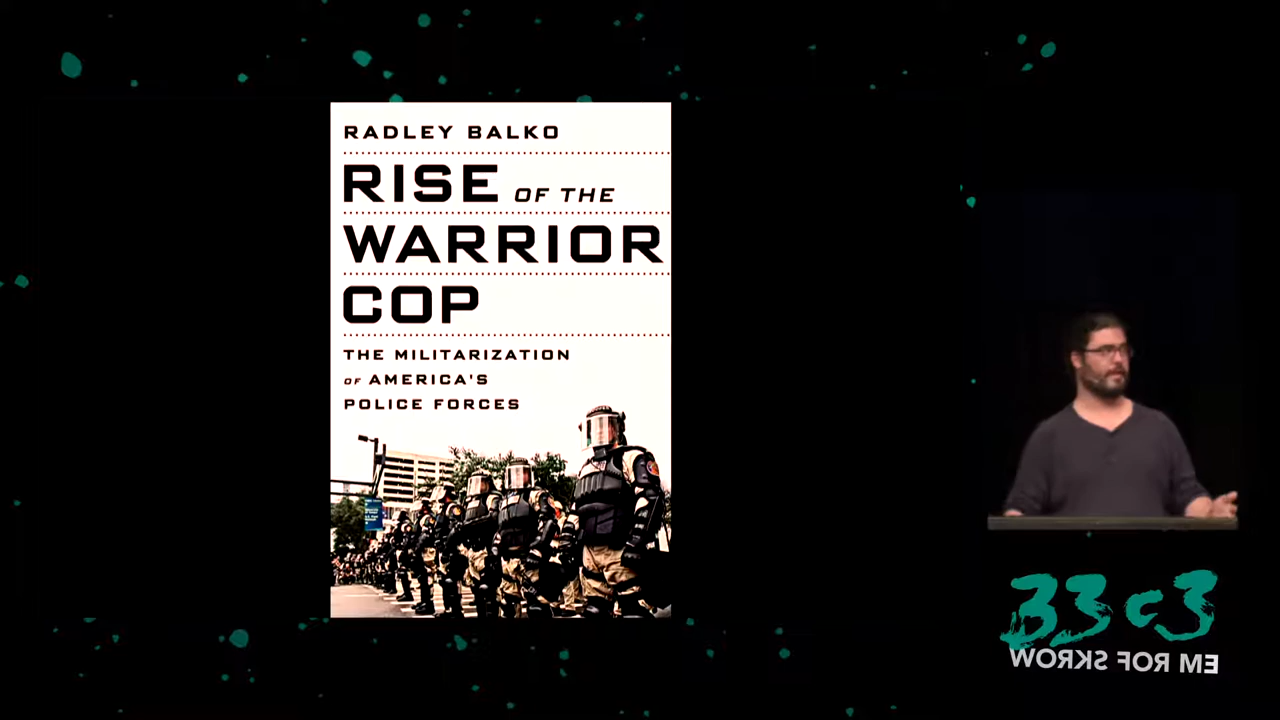 RADLEY BALKO
RISE OF THE
WARRIOR
COP
THE MILITARIZATION
OF AMERICA'S
POLICE FORCES
33c3
WORKS FOR ME